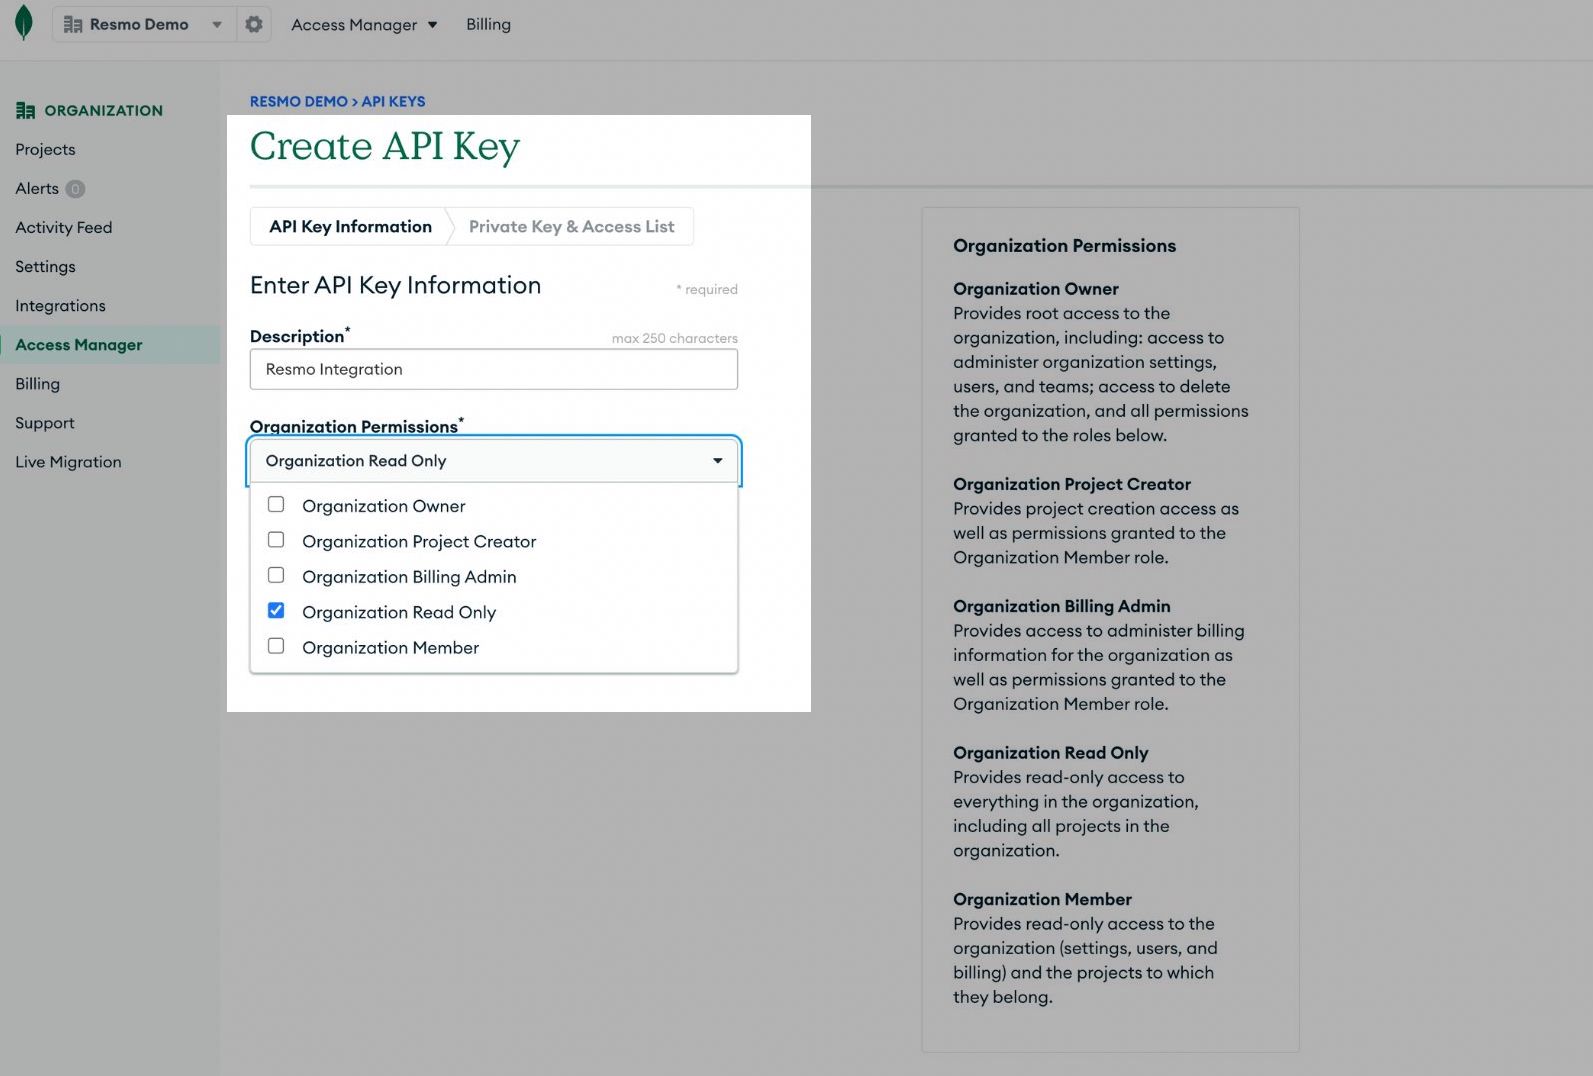 Resmo Demo
Access Manager
Billing
ORGANIZATION
Projects
Alerts 0
Activity Feed
Settings
Integrations
Access Manager
Billing
Support
Live Migration
RESMO DEMO > API KEYS
Create API Key
API Key Information
Private Key & Access List
Enter API Key Information
* required
Description*
max 250 characters
Resmo Integration
Organization Permissions*
Organization Read Only
Organization Owner
Organization Project Creator
Organization Billing Admin
Organization Read Only
Organization Member
Organization Permissions
Organization Owner
Provides root access to the
organization, including: access to
administer organization settings,
users, and teams; access to delete
the organization, and all permissions
granted to the roles below.
Organization Project Creator
Provides project creation access as
well as permissions granted to the
Organization Member role.
Organization Billing Admin
Provides access to administer billing
information for the organization as
well as permissions granted to the
Organization Member role.
Organization Read Only
Provides read-only access to
everything in the organization,
including all projects in the
organization.
Organization Member
Provides read-only access to the
organization (settings, users, and
billing) and the projects to which
they belong.